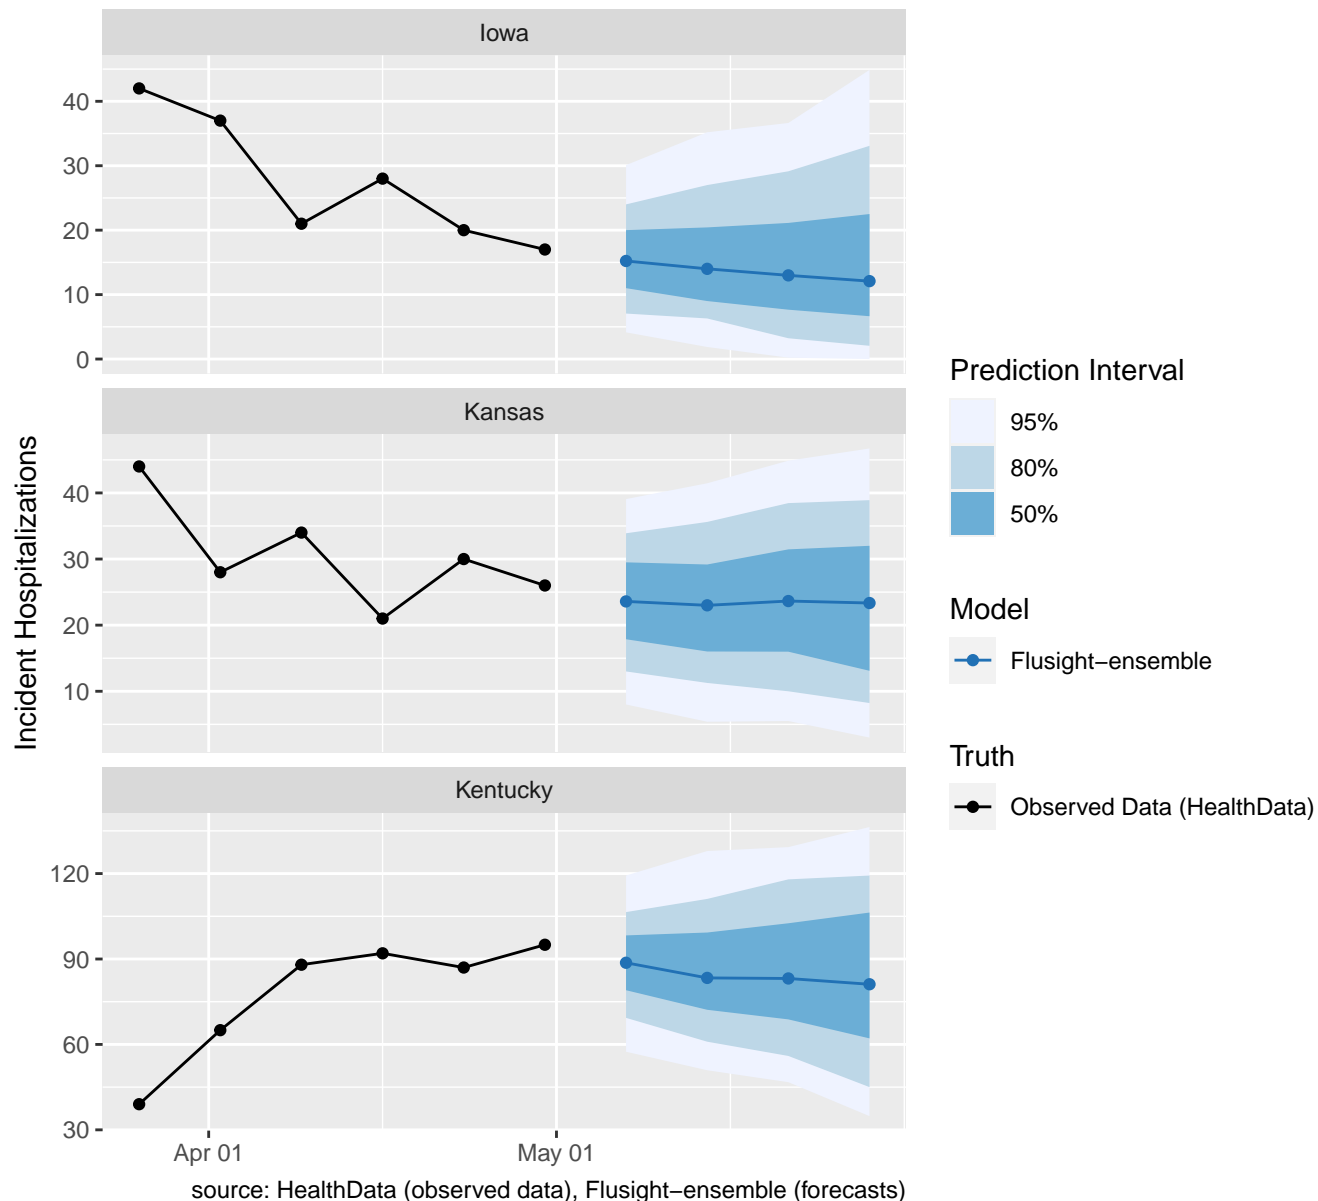 Iowa
40
30
20
10
0
Kansas
40
30
20
10
Kentucky
120
90
60
30
Apr 01
May 01
Incident Hospitalizations
source: HealthData (observed data), Flusight−ensemble (forecasts)
Prediction Interval
95%
80%
50%
Model
Flusight−ensemble
Truth
Observed Data (HealthData)